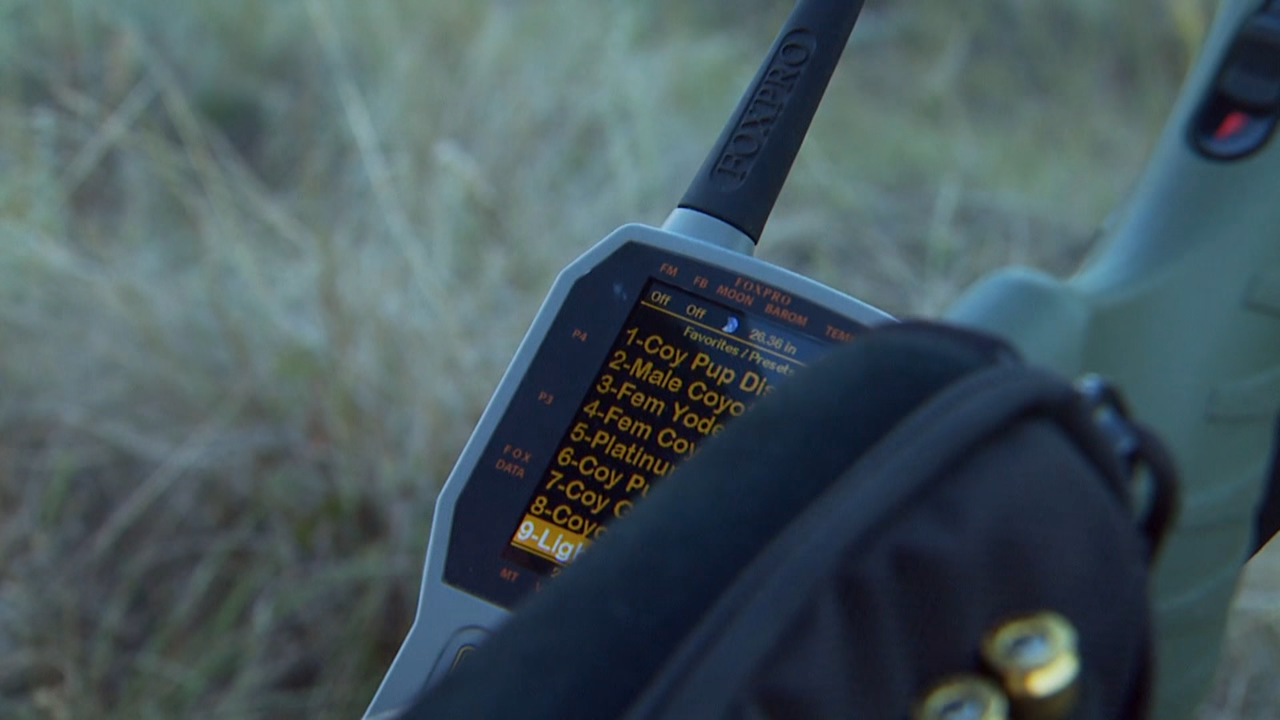 FOXPRO
FOXPRO
FM FB MOON BAROM TEMP
Off Off 26.36 in
Favorites / Presets
1-Coy Pup Dis
2-Male Coyo
3-Fem Yode
4-Fem Coy
5-Platinu
6-Coy
7-Coy
8-Coyo
9-Ligh
P4
P3
FOX
DATA
MT